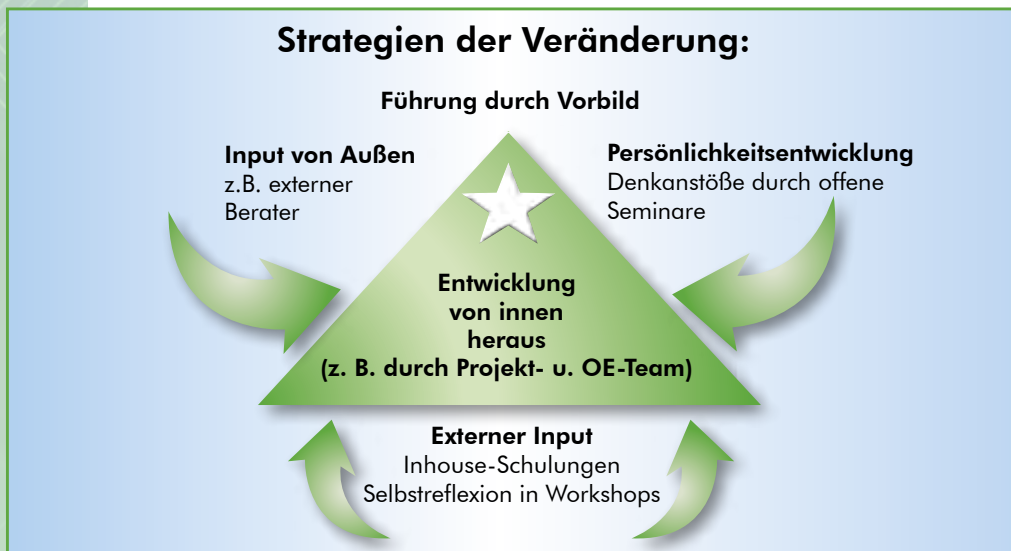 Strategien der Veränderung:
Führung durch Vorbild
Input von Außen
z.B. externer
Berater
Persönlichkeitsentwicklung
Denkanstöße durch offene
Seminare
Entwicklung
von innen
heraus
(z. B. durch Projekt- u. OE-Team)
Externer Input
Inhouse-Schulungen
Selbstreflexion in Workshops